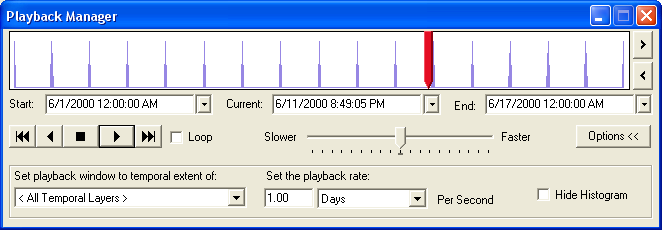 Playback Manager
Start: 6/1/2000 12:00:00 AM Current: 6/11/2000 8:49:05 PM End: 6/17/2000 12:00:00 AM
Loop Slower Faster Options <<
Set playback window to temporal extent of: Set the playback rate:
< All Temporal Layers > 1.00 Days Per Second Hide Histogram